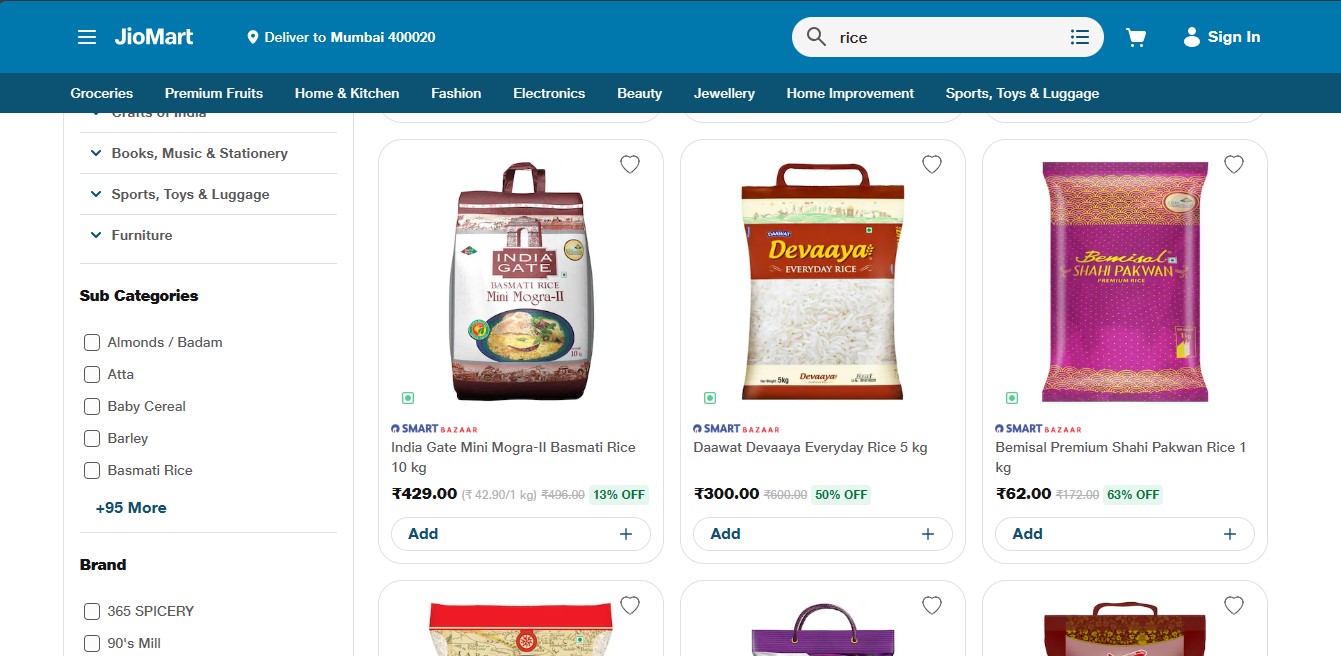 JioMart
Deliver to Mumbai 400020
rice
Sign In
Groceries
Premium Fruits
Home & Kitchen
Fashion
Electronics
Beauty
Jewellery
Home Improvement
Sports, Toys & Luggage
Crafts of India
Books, Music & Stationery
Sports, Toys & Luggage
Furniture
Sub Categories
Almonds / Badam
Atta
Baby Cereal
Barley
Basmati Rice
+95 More
Brand
365 SPICERY
90's Mill
INDIA
GATE
BASMATI RICE
Mini Mogra-II
10
SMART BAZAAR
India Gate Mini Mogra-II Basmati Rice
10 kg
₹429.00 (₹ 42.90/1 kg) ₹496.00 13% OFF
Add
DAAWAT
Devaaya
EVERYDAY RICE
Net Weight 5kg
Devaaya
SMART BAZAAR
Daawat Devaaya Everyday Rice 5 kg
₹300.00 ₹600.00 50% OFF
Add
Bemisal
SHAHI PAKWAN
PREMIUM RICE
SMART BAZAAR
Bemisal Premium Shahi Pakwan Rice 1
kg
₹62.00 ₹172.00 63% OFF
Add